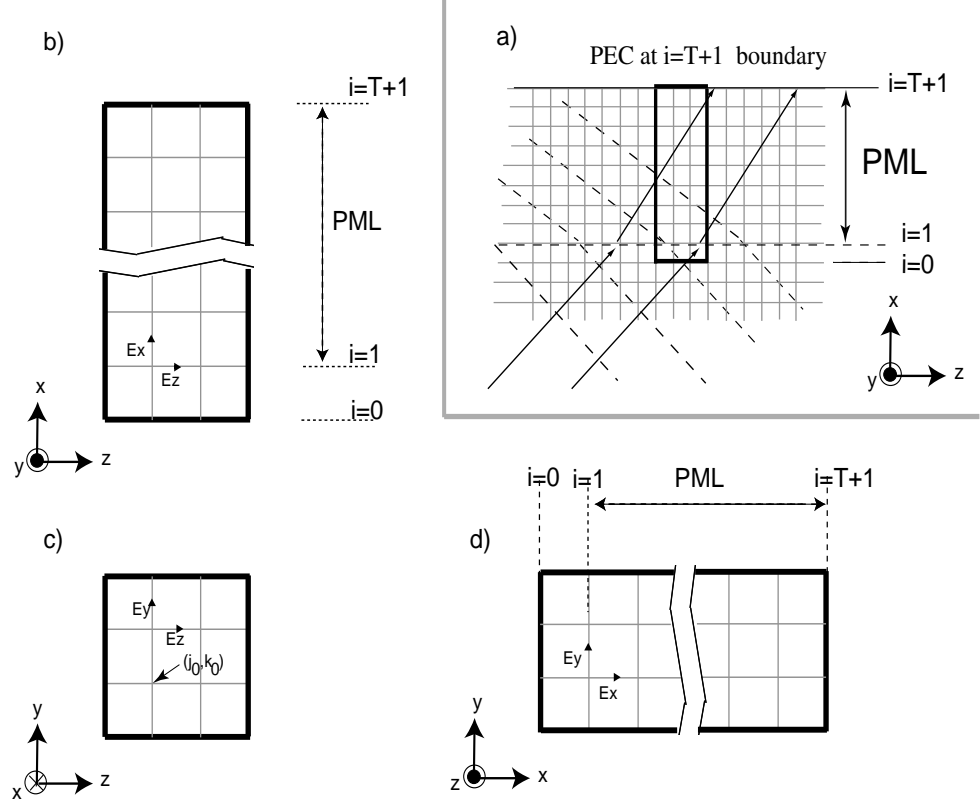 b)
i=T+1
PML
Ex
i=1
Ez
i=0
x
y
z
a)
PEC at i=T+1 boundary
i=T+1
PML
i=1
i=0
x
y
z
c)
Ey
Ez
(j0,k0)
y
x
z
i=0 i=1 PML i=T+1
d)
Ey
Ex
y
z
x